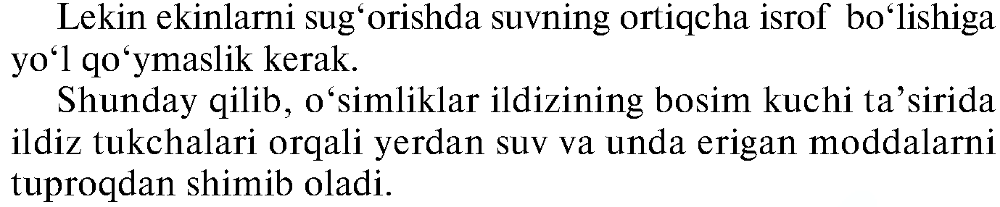 Lekin ekinlarni sug‘orishda suvning ortiqcha isrof bo‘lishiga
yo‘l qo‘ymaslik kerak.
Shunday qilib, o‘simliklar ildizining bosim kuchi ta’sirida
ildiz tukchalari orqali yerdan suv va unda erigan moddalarni
tuproqdan shimib oladi.